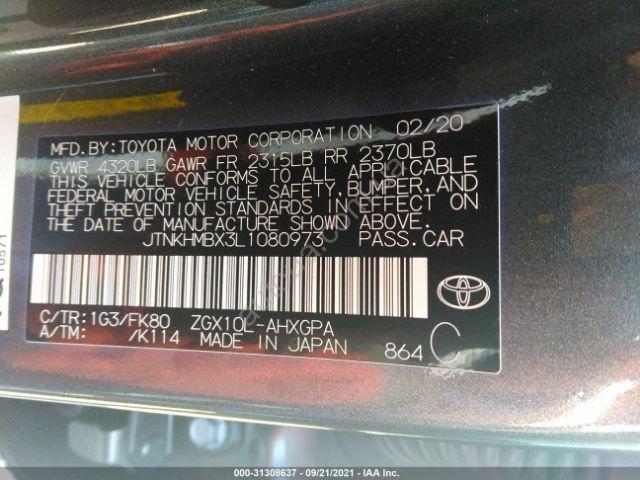 MFD.BY:TOYOTA MOTOR CORPORATION 02/20
GVWR 4320LB GAWR FR 2315LB RR 2370LB
THIS VEHICLE CONFORMS TO ALL APPLICABLE
FEDERAL MOTOR VEHICLE SAFETY,BUMPER,AND
THEFT PREVENTION STANDARDS IN EFFECT ON
THE DATE OF MANUFACTURE SHOWN ABOVE.
JTNKHMBX3L1080973 PASS.CAR
C/TR:1G3/FK80 ZGX10L-AHXGPA
A/TM: /K114 MADE IN JAPAN 864 C
000-31308637 - 09/21/2021 - IAA Inc.